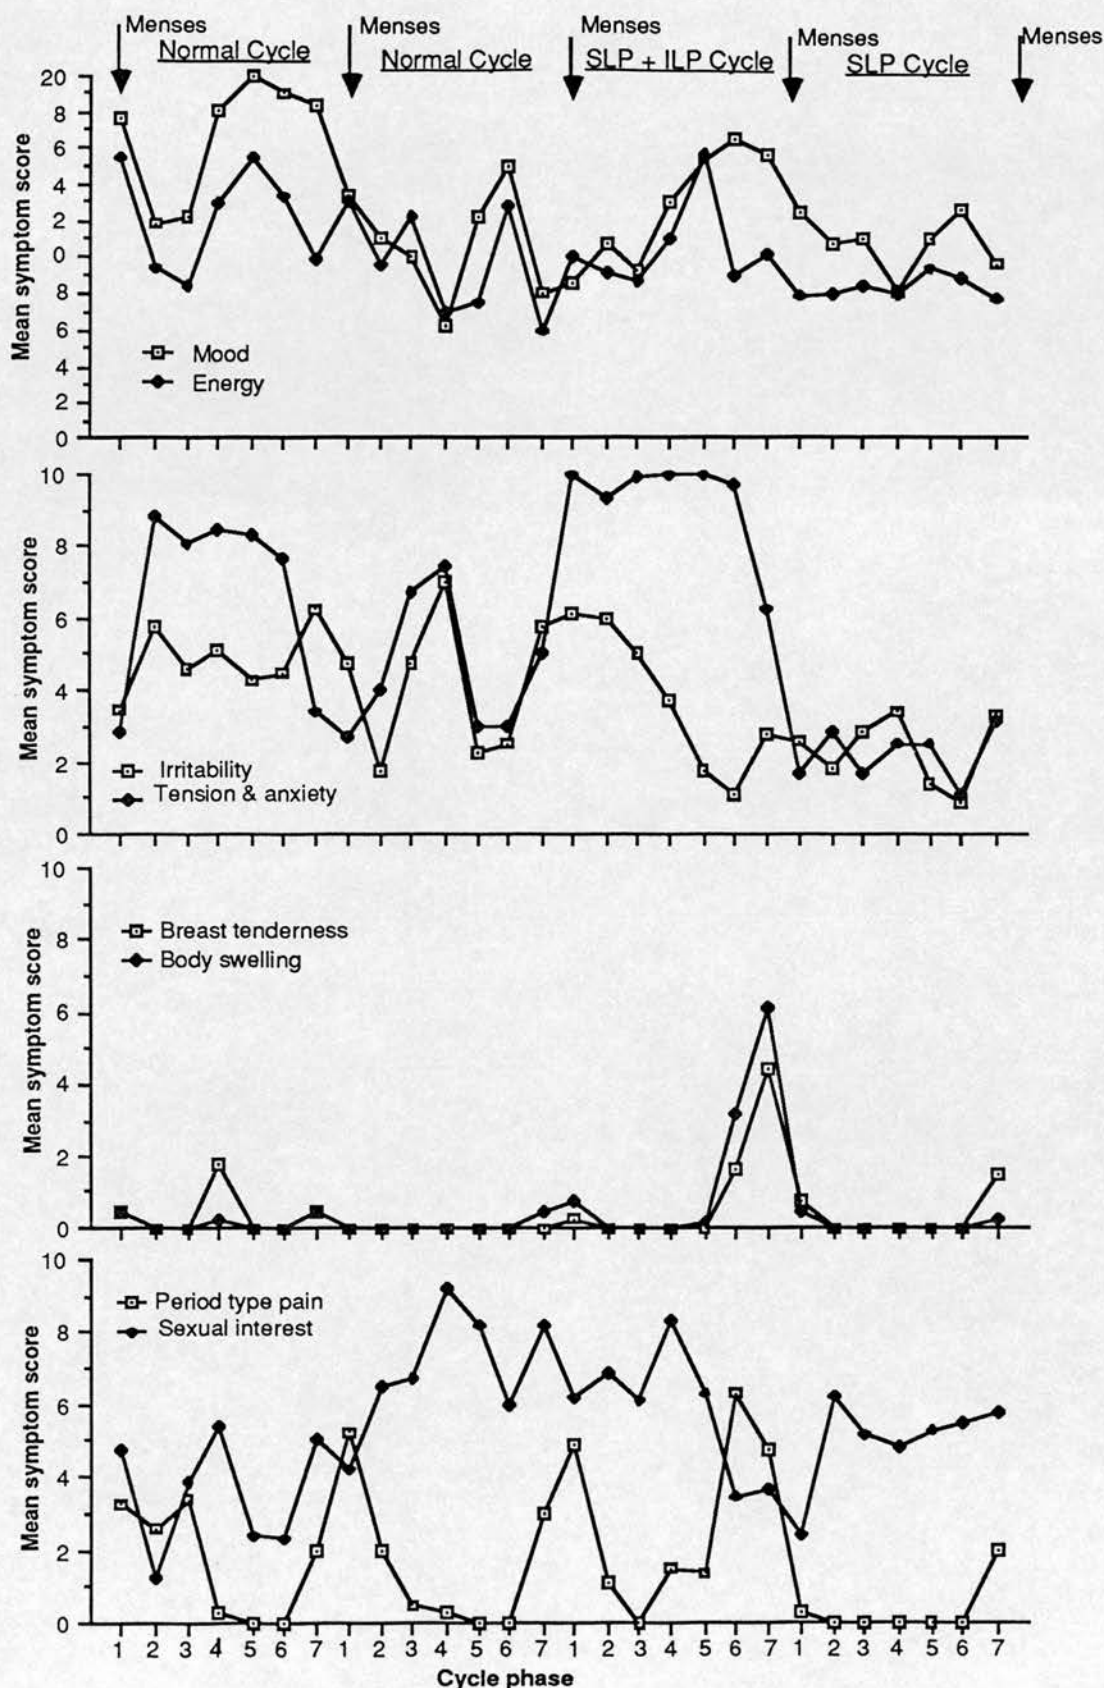 Menses Menses Menses Menses Menses
Normal Cycle Normal Cycle SLP + ILP Cycle SLP Cycle
Mean symptom score
20
8
6
4
2
0
8
6
4
2
0
Mood
Energy
Mean symptom score
10
8
6
4
2
0
Irritability
Tension & anxiety
Mean symptom score
10
8
6
4
2
0
Breast tenderness
Body swelling
Mean symptom score
10
8
6
4
2
0
Period type pain
Sexual interest
1 2 3 4 5 6 7 1 2 3 4 5 6 7 1 2 3 4 5 6 7 1 2 3 4 5 6 7
Cycle phase